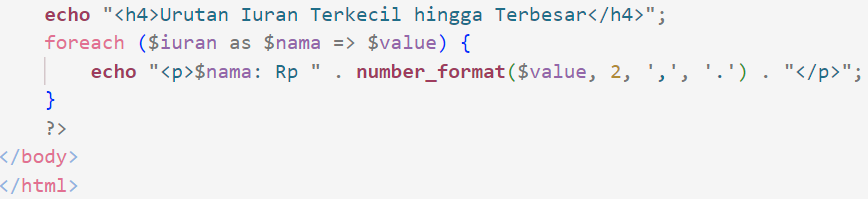 echo "<h4>Urutan Iuran Terkecil hingga Terbesar</h4>";
foreach ($iuran as $nama => $value) {
echo "<p>$nama: Rp " . number_format($value, 2, ',', '.') . "</p>";
}
?>
</body>
</html>